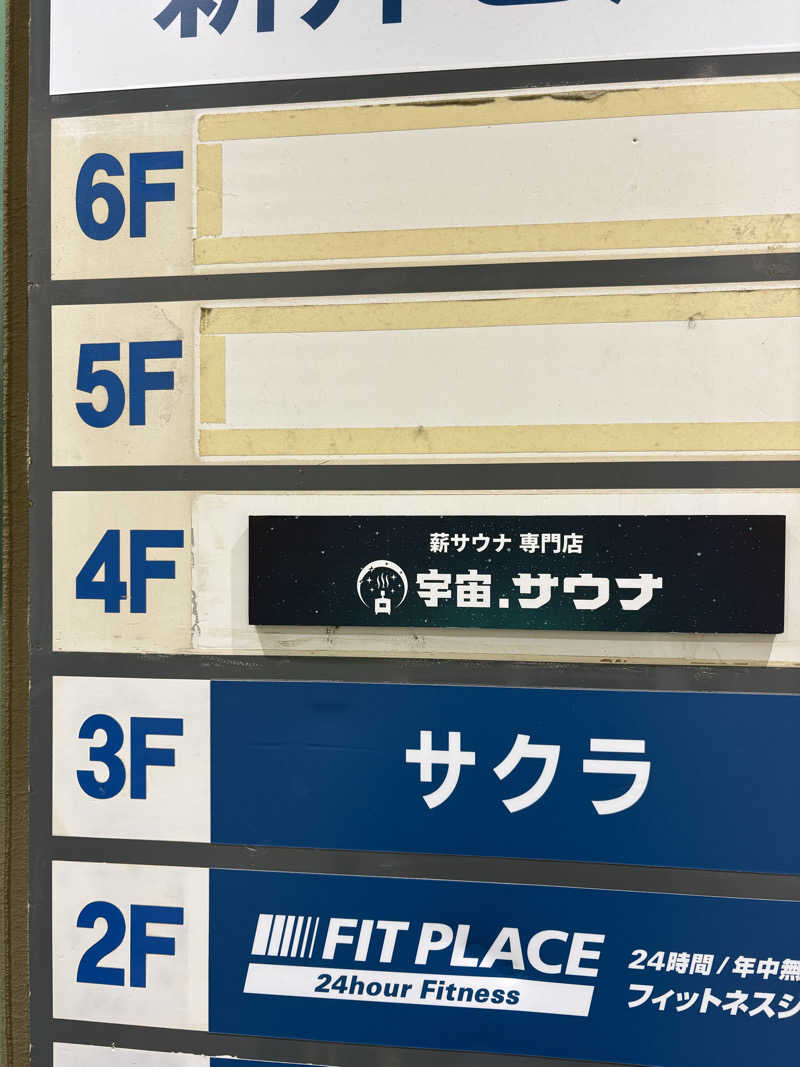 6F
5F
4F
薪サウナ 専門店
宇宙.サウナ
3F
サクラ
2F
FIT PLACE
24hour Fitness
24時間/年中無
フィットネスジ